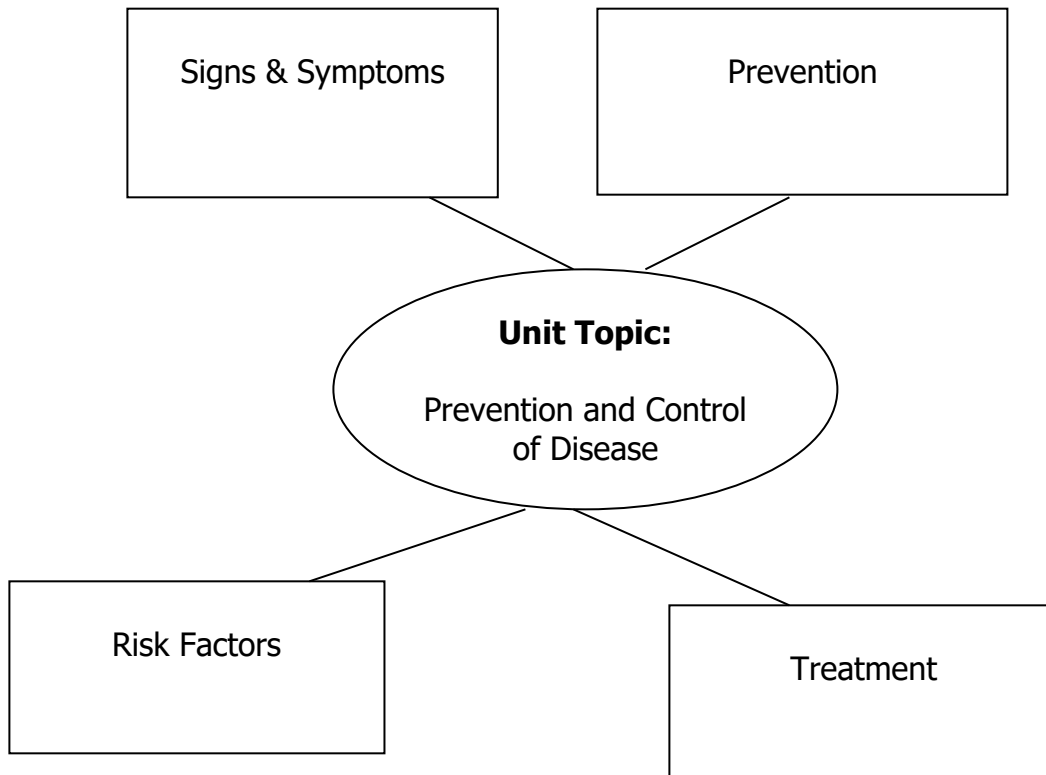 Signs & Symptoms
Prevention
Unit Topic:
Prevention and Control
of Disease
Risk Factors
Treatment